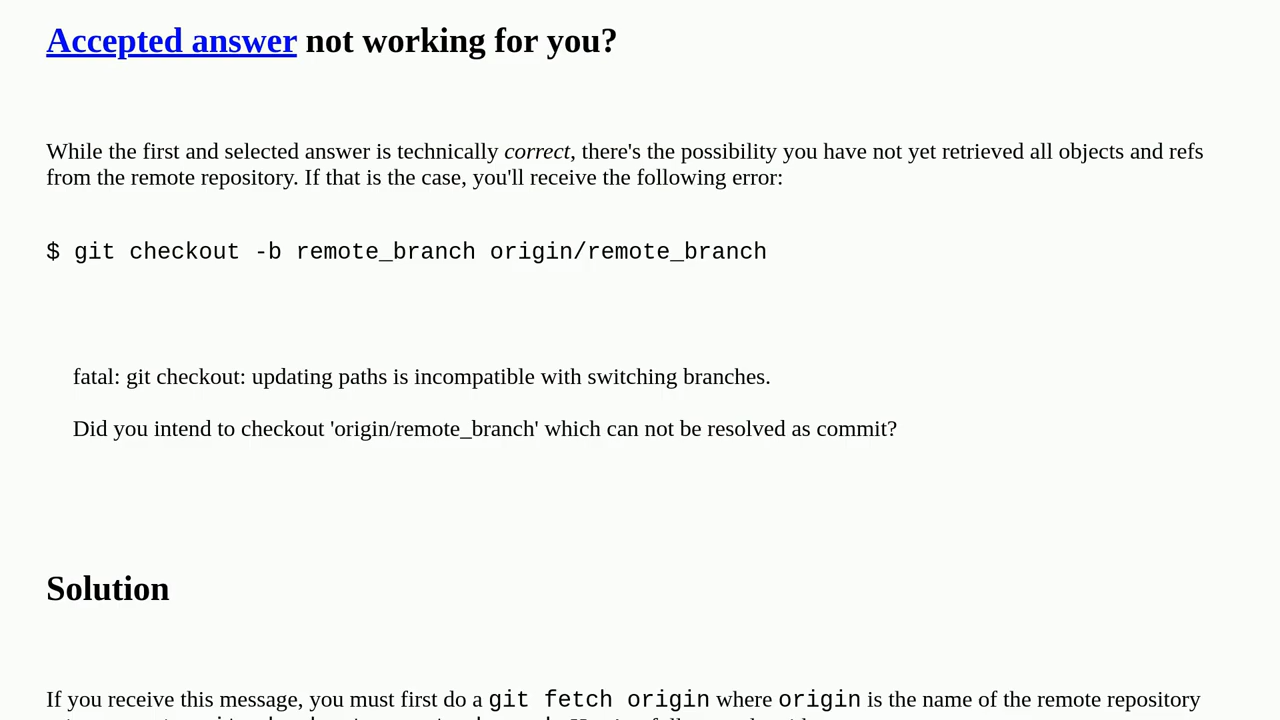 Accepted answer not working for you?
While the first and selected answer is technically correct, there's the possibility you have not yet retrieved all objects and refs
from the remote repository. If that is the case, you'll receive the following error:
$ git checkout -b remote_branch origin/remote_branch
fatal: git checkout: updating paths is incompatible with switching branches.
Did you intend to checkout 'origin/remote_branch' which can not be resolved as commit?
Solution
If you receive this message, you must first do a git fetch origin where origin is the name of the remote repository